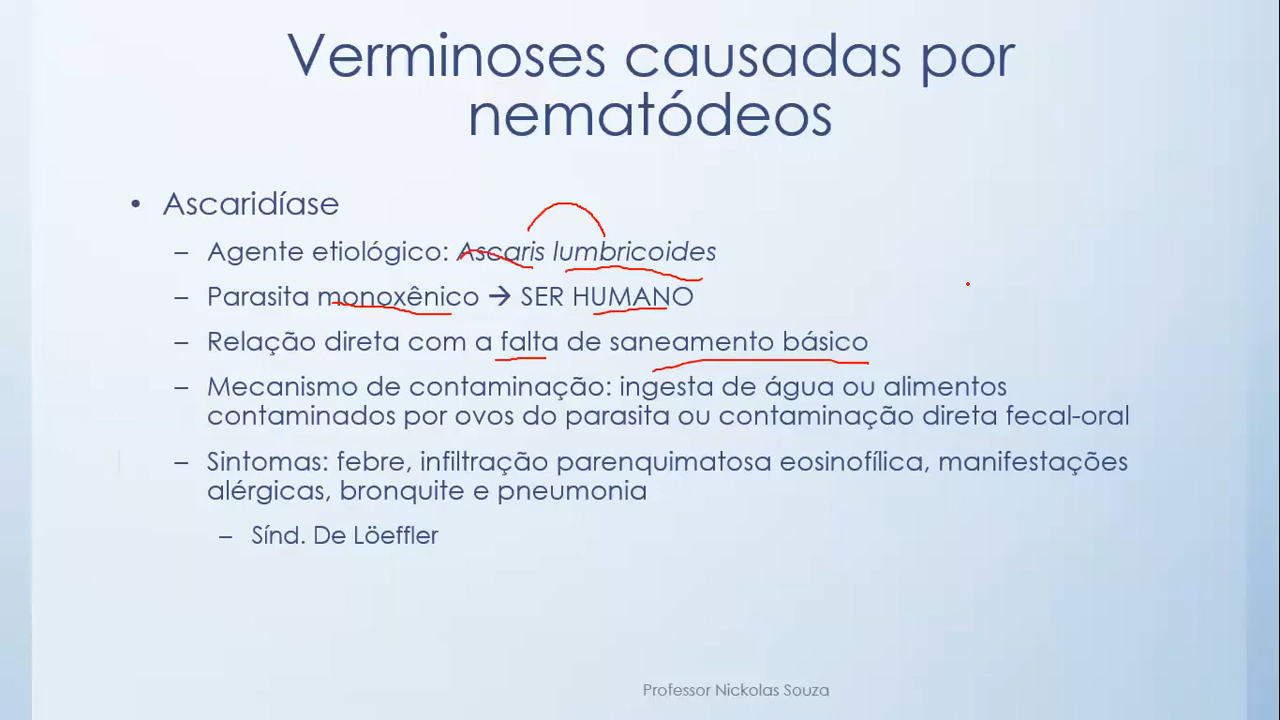 Verminoses causadas por
nematódeos
• Ascaridíase
– Agente etiológico: Ascaris lumbricoides
– Parasita monoxênico → SER HUMANO
– Relação direta com a falta de saneamento básico
– Mecanismo de contaminação: ingesta de água ou alimentos
contaminados por ovos do parasita ou contaminação direta fecal-oral
– Sintomas: febre, infiltração parenquimatosa eosinofílica, manifestações
alérgicas, bronquite e pneumonia
– Sínd. De Löeffler
Professor Nickolas Souza